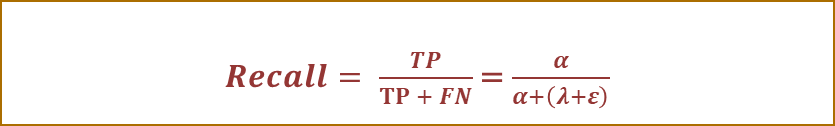 Recall = TP / (TP + FN) = α / (α+(λ+ε))